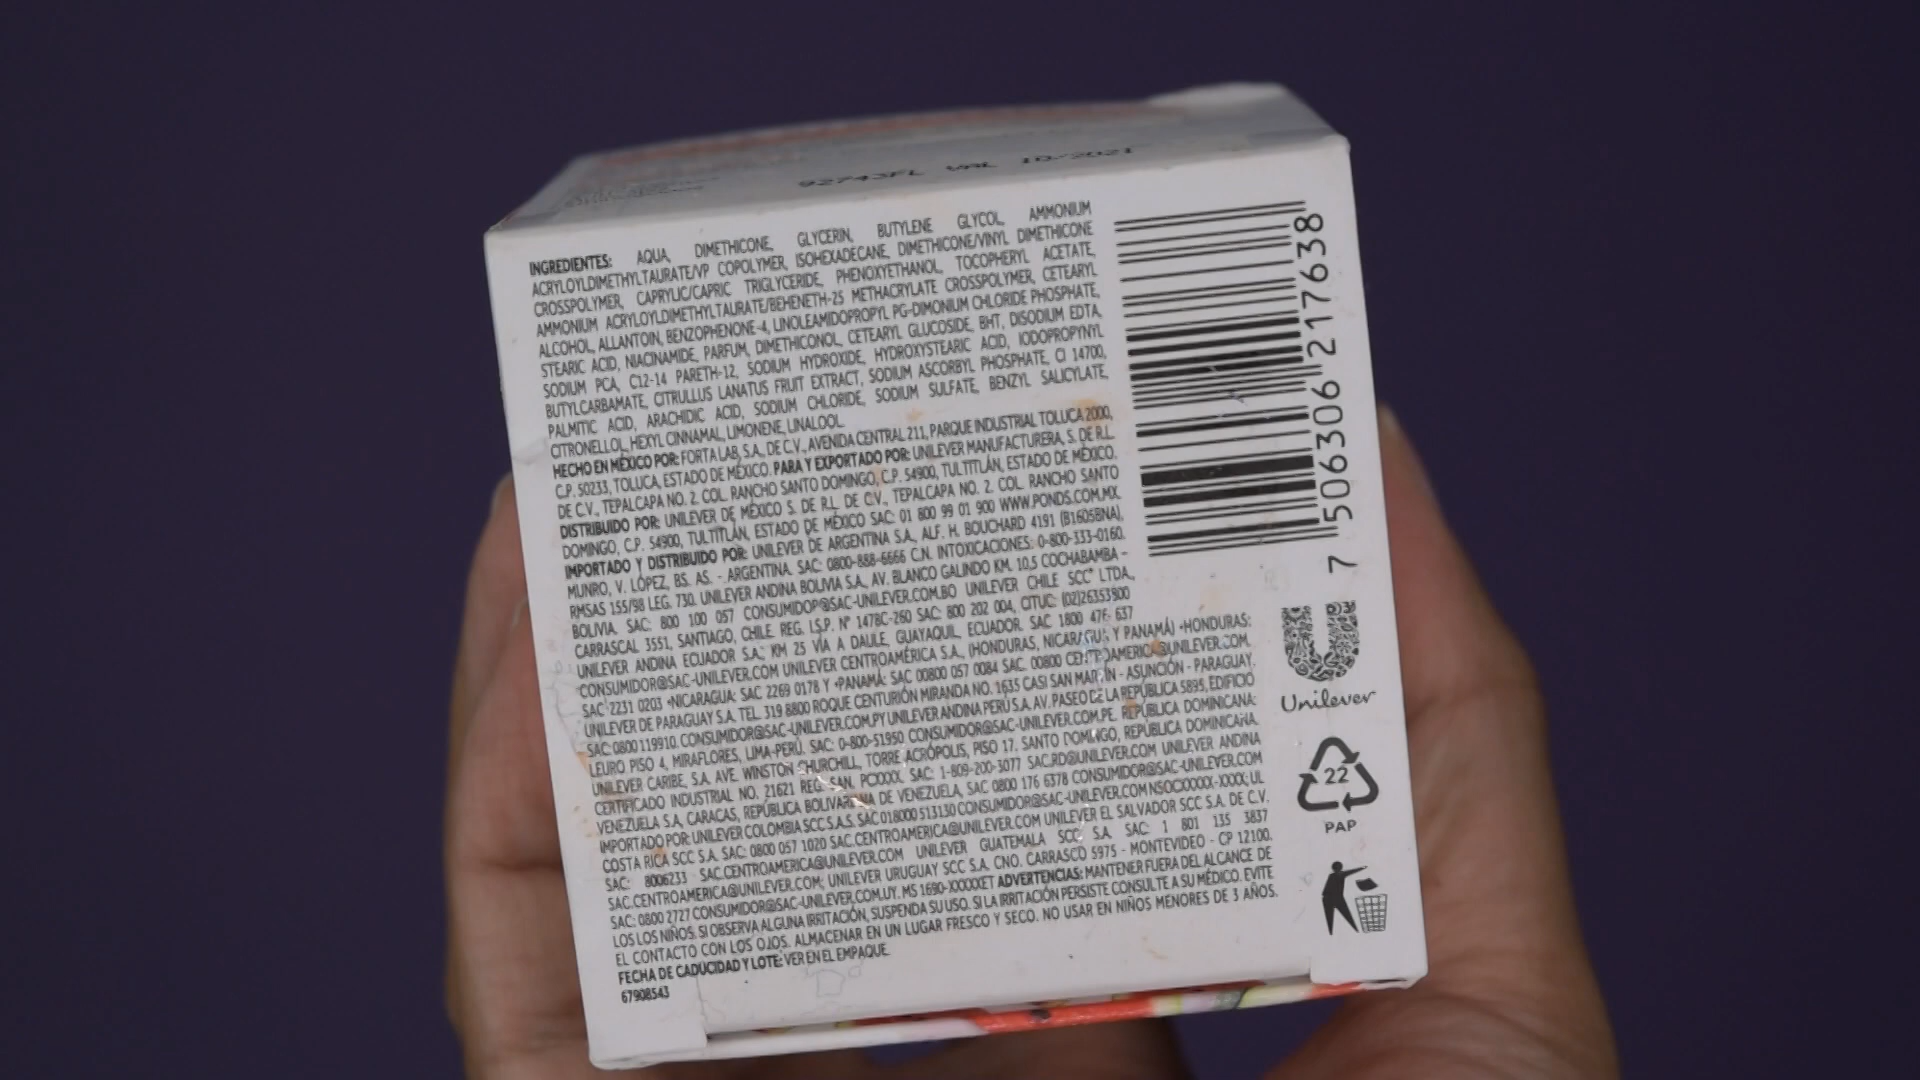 92743FL VAL 10/2021
INGREDIENTES: AQUA, DIMETHICONE, GLYCERIN, BUTYLENE GLYCOL, AMMONIUM
ACRYLOYLDIMETHYLTAURATE/VP COPOLYMER, ISOHEXADECANE, DIMETHICONE/VINYL DIMETHICONE
CROSSPOLYMER, CAPRYLIC/CAPRIC TRIGLYCERIDE, PHENOXYETHANOL, TOCOPHERYL ACETATE,
AMMONIUM ACRYLOYLDIMETHYLTAURATE/BEHENETH-25 METHACRYLATE CROSSPOLYMER, CETEARYL
ALCOHOL, ALLANTOIN, BENZOPHENONE-4, LINOLEAMIDOPROPYL PG-DIMONIUM CHLORIDE PHOSPHATE,
STEARIC ACID, NIACINAMIDE, PARFUM, DIMETHICONOL, CETEARYL GLUCOSIDE, BHT, DISODIUM EDTA,
SODIUM PCA, C12-14 PARETH-12, SODIUM HYDROXIDE, HYDROXYSTEARIC ACID, IODOPROPYNYL
BUTYLCARBAMATE, CITRULLUS LANATUS FRUIT EXTRACT, SODIUM ASCORBYL PHOSPHATE, CI 14700,
PALMITIC ACID, ARACHIDIC ACID, SODIUM CHLORIDE, SODIUM SULFATE, BENZYL SALICYLATE,
CITRONELLOL, HEXYL CINNAMAL, LIMONENE, LINALOOL
HECHO EN MÉXICO POR: FORTA LAB, S.A., DE C.V., AVENIDA CENTRAL 211, PARQUE INDUSTRIAL TOLUCA 2000,
C.P. 50233, TOLUCA, ESTADO DE MÉXICO. PARA Y EXPORTADO POR: UNILEVER MANUFACTURERA, S. DE R.L.
DE C.V., TEPALCAPA NO. 2. COL. RANCHO SANTO DOMINGO, C.P. 54900, TULTITLÁN, ESTADO DE MÉXICO.
DISTRIBUIDO POR: UNILEVER DE MÉXICO S. DE R.L. DE C.V., TEPALCAPA NO. 2. COL. RANCHO SANTO
DOMINGO, C.P. 54900, TULTITLÁN, ESTADO DE MÉXICO SAC: 01 800 99 01 900 WWW.PONDS.COM.MX.
IMPORTADO Y DISTRIBUIDO POR: UNILEVER DE ARGENTINA S.A., ALF. H. BOUCHARD 4191 (B1605BNA),
MUNRO, V. LÓPEZ, BS. AS. - ARGENTINA. SAC: 0800-888-6666 C.N. INTOXICACIONES: 0-800-333-0160.
RMSAS 155/98 LEG. 730. UNILEVER ANDINA BOLIVIA S.A., AV. BLANCO GALINDO KM. 10,5 COCHABAMBA –
BOLIVIA. SAC: 800 100 057 CONSUMIDOP@SAC-UNILEVER.COM.BO UNILEVER CHILE SCC LTDA.,
CARRASCAL 3551, SANTIAGO, CHILE. REG. I.S.P. N° 1478C-260 SAC: 800 202 004, CITUC: (02)26353800
UNILEVER ANDINA ECUADOR S.A.; KM 25 VÍA A DAULE, GUAYAQUIL, ECUADOR. SAC 1800 476- 637
CONSUMIDOR@SAC-UNILEVER.COM UNILEVER CENTROAMÉRICA S.A., (HONDURAS, NICARAGUA Y PANAMÁ) •HONDURAS:
SAC 2231 0203 •NICARAGUA: SAC 2269 0178 Y •PANAMÁ: SAC 00800 057 0084 SAC. 00800 CENTROAMERICA@UNILEVER.COM.
UNILEVER DE PARAGUAY S.A. TEL. 319 8800 ROQUE CENTURIÓN MIRANDA NO. 1635 CASI SAN MARTÍN - ASUNCIÓN - PARAGUAY.
SAC: 0800 119910. CONSUMIDOR@SAC-UNILEVER.COM.PY UNILEVER ANDINA PERÚ S.A. AV. PASEO DE LA REPÚBLICA 5895, EDIFICIO
LEURO PISO 4, MIRAFLORES, LIMA-PERÚ. SAC: 0-800-51950 CONSUMIDOR@SAC-UNILEVER.COM.PE. REPÚBLICA DOMINICANA:
UNILEVER CARIBE, S.A. AVE. WINSTON CHURCHILL, TORRE ACRÓPOLIS, PISO 17. SANTO DOMINGO, REPÚBLICA DOMINICANA.
CERTIFICADO INDUSTRIAL NO. 21621 REG. SAN. PCXXXX. SAC: 1-809-200-3077 SAC.RD@UNILEVER.COM UNILEVER ANDINA
VENEZUELA S.A, CARACAS, REPÚBLICA BOLIVARIANA DE VENEZUELA, SAC 0800 176 6378 CONSUMIDOR@SAC-UNILEVER.COM
IMPORTADO POR: UNILEVER COLOMBIA SCC S.A.S. SAC 018000 513130 CONSUMIDOR@SAC-UNILEVER.COM NSOCXXXXX-XXXX; UL
COSTA RICA SCC S.A. SAC: 0800 057 1020 SAC.CENTROAMERICA@UNILEVER.COM UNILEVER EL SALVADOR SCC S.A. DE C.V.
SAC: 8006233 SAC.CENTROAMERICA@UNILEVER.COM UNILEVER GUATEMALA SCC, S.A. SAC: 1 801 135 3837
SAC.CENTROAMERICA@UNILEVER.COM; UNILEVER URUGUAY SCC S.A. CNO. CARRASCO 5975 - MONTEVIDEO - CP 12100.
SAC: 0800 2727 CONSUMIDOR@SAC-UNILEVER.COM.UY. MS 1690-XXXXXET ADVERTENCIAS: MANTENER FUERA DEL ALCANCE DE
LOS LOS NIÑOS. SI OBSERVA ALGUNA IRRITACIÓN, SUSPENDA SU USO. SI LA IRRITACIÓN PERSISTE CONSULTE A SU MÉDICO. EVITE
EL CONTACTO CON LOS OJOS. ALMACENAR EN UN LUGAR FRESCO Y SECO. NO USAR EN NIÑOS MENORES DE 3 AÑOS.
FECHA DE CADUCIDAD Y LOTE: VER EN EL EMPAQUE.
67908543
7 506306 217638
Unilever
22
PAP